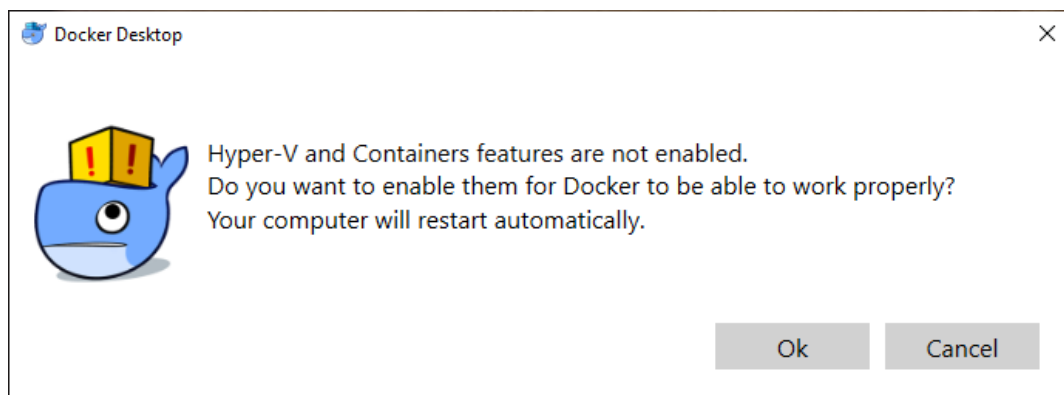 Docker Desktop
Hyper-V and Containers features are not enabled.
Do you want to enable them for Docker to be able to work properly?
Your computer will restart automatically.
Ok Cancel